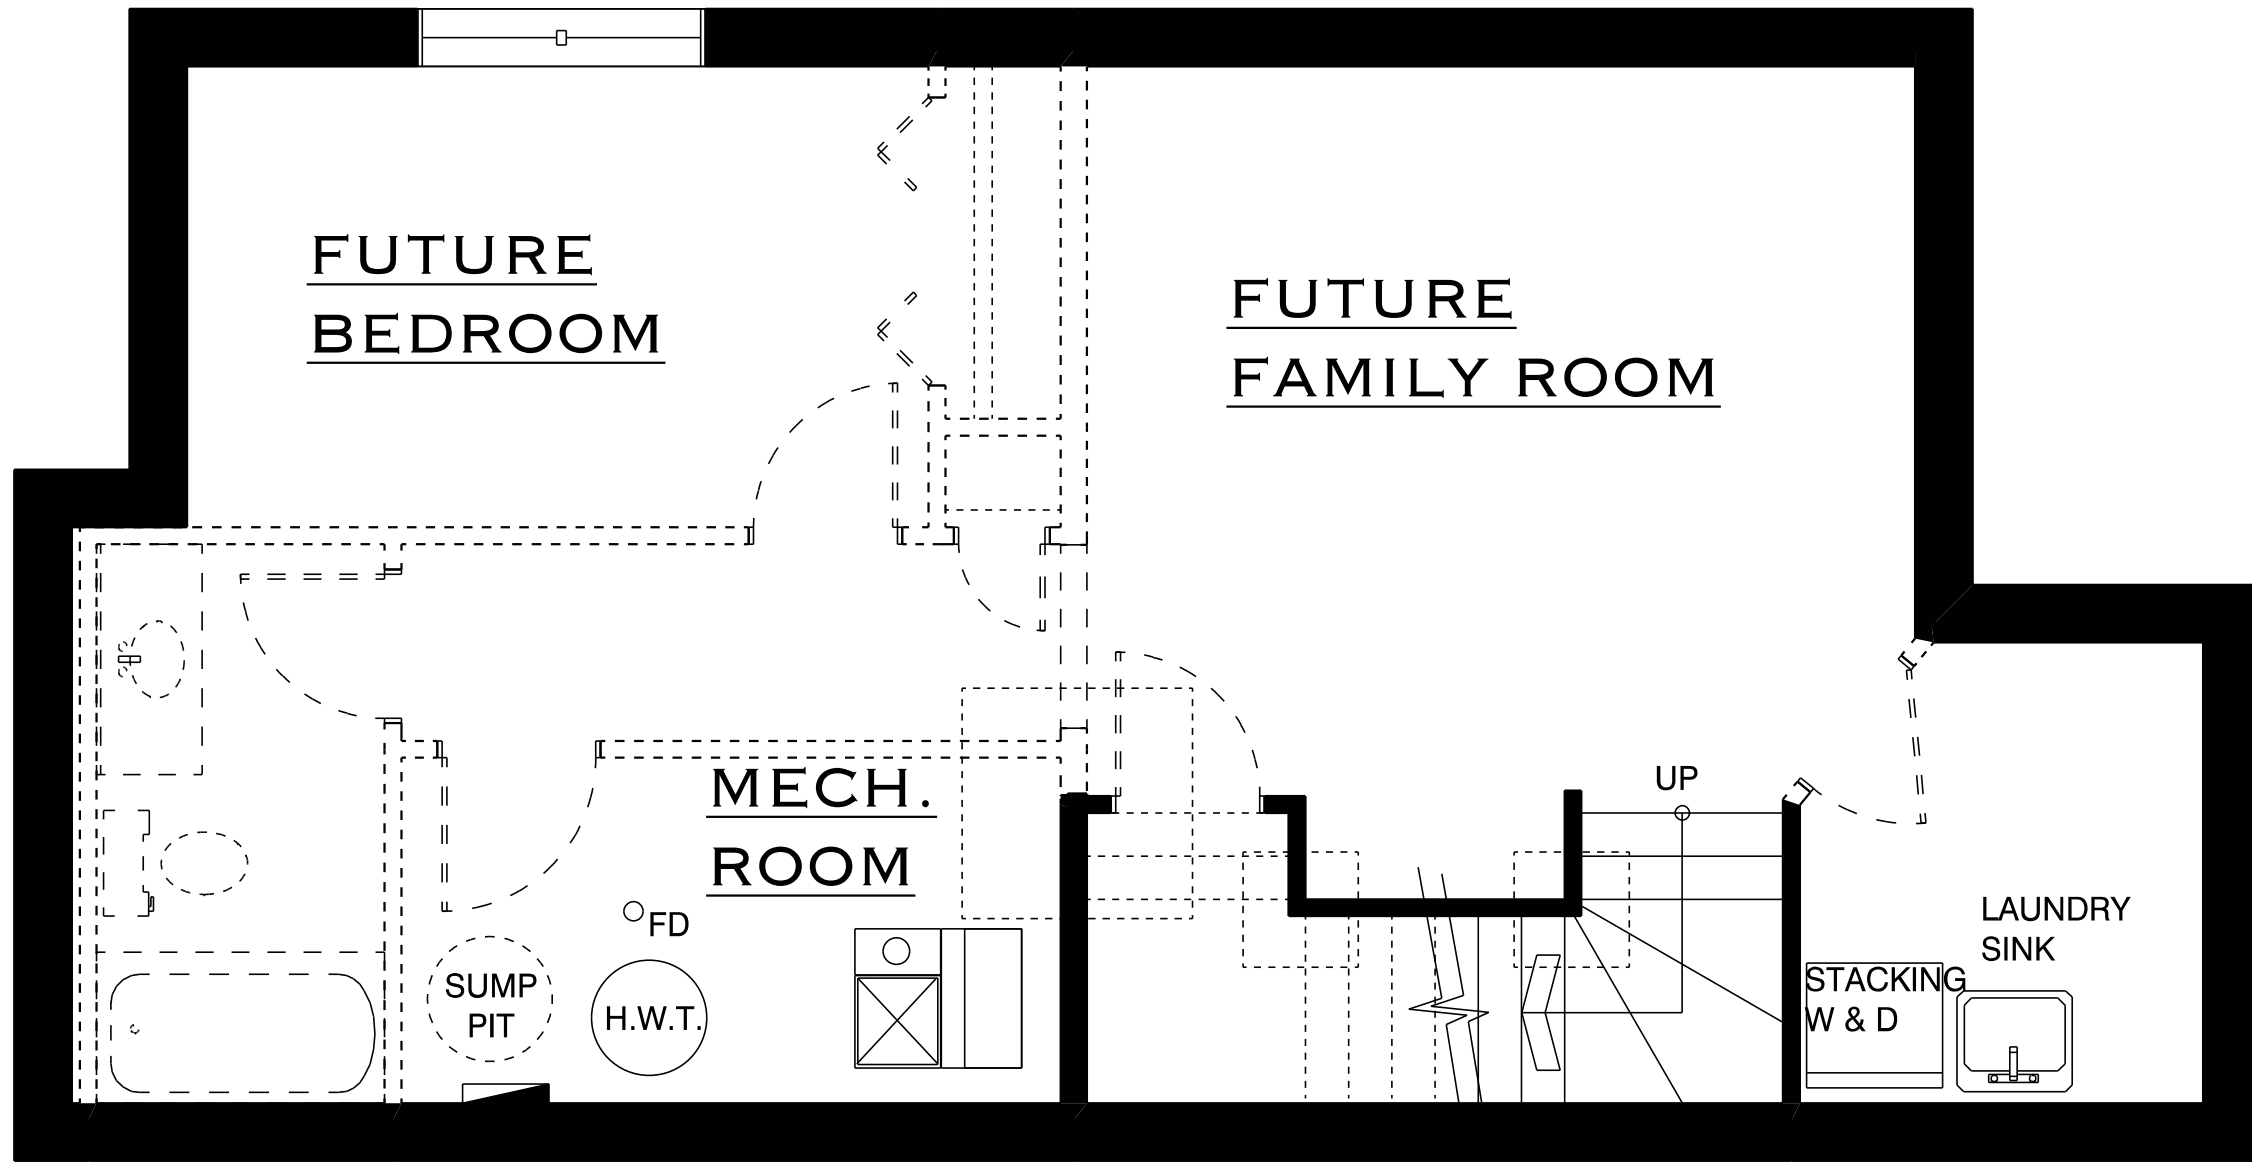 FUTURE
BEDROOM
FUTURE
FAMILY ROOM
MECH.
ROOM
UP
FD
LAUNDRY
SINK
SUMP
PIT
H.W.T.
STACKING
W & D